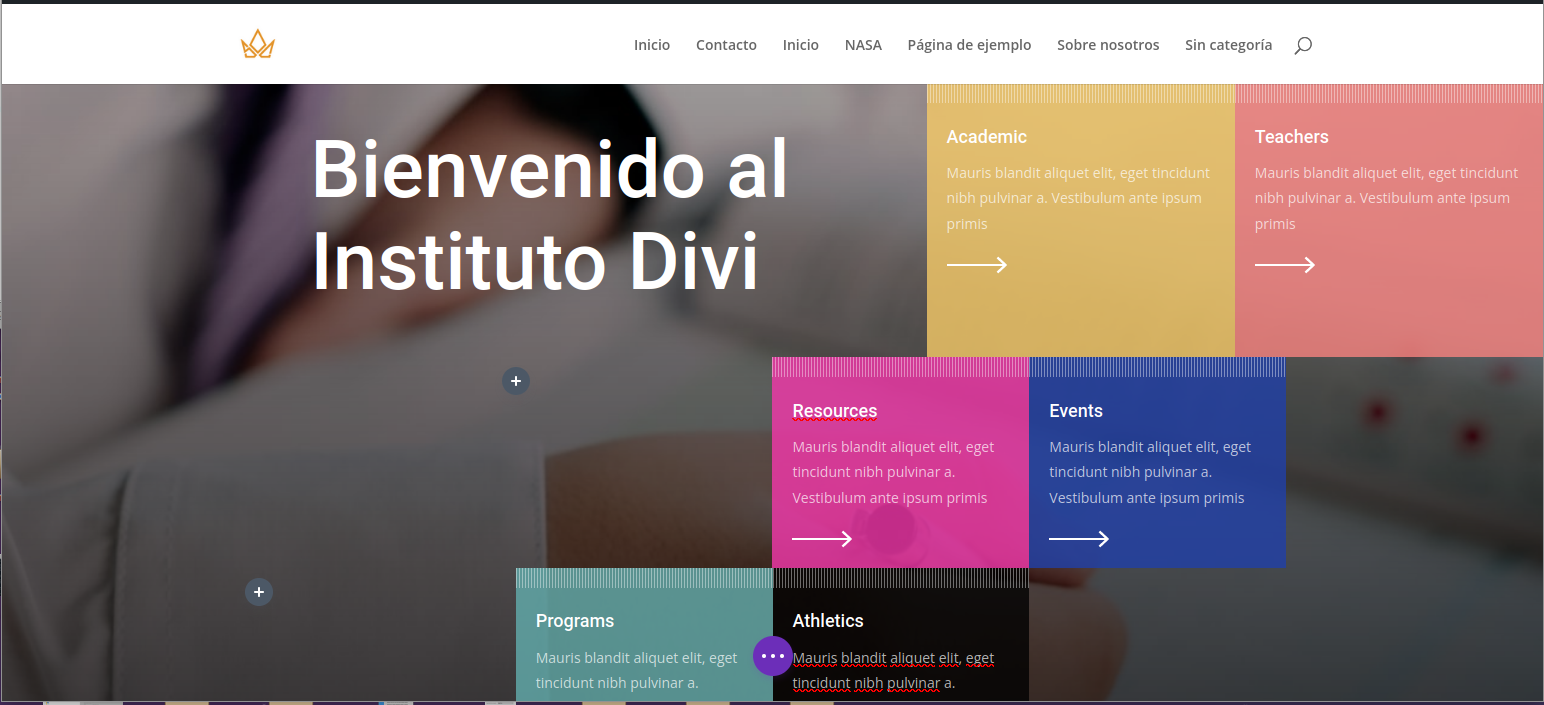 Inicio Contacto Inicio NASA Página de ejemplo Sobre nosotros Sin categoría
Bienvenido al
Instituto Divi
Academic
Mauris blandit aliquet elit, eget tincidunt
nibh pulvinar a. Vestibulum ante ipsum
primis
Teachers
Mauris blandit aliquet elit, eget tincidunt
nibh pulvinar a. Vestibulum ante ipsum
primis
Resources
Mauris blandit aliquet elit, eget
tincidunt nibh pulvinar a.
Vestibulum ante ipsum primis
Events
Mauris blandit aliquet elit, eget
tincidunt nibh pulvinar a.
Vestibulum ante ipsum primis
Programs
Mauris blandit aliquet elit, eget
tincidunt nibh pulvinar a.
Athletics
Mauris blandit aliquet elit, eget
tincidunt nibh pulvinar a.